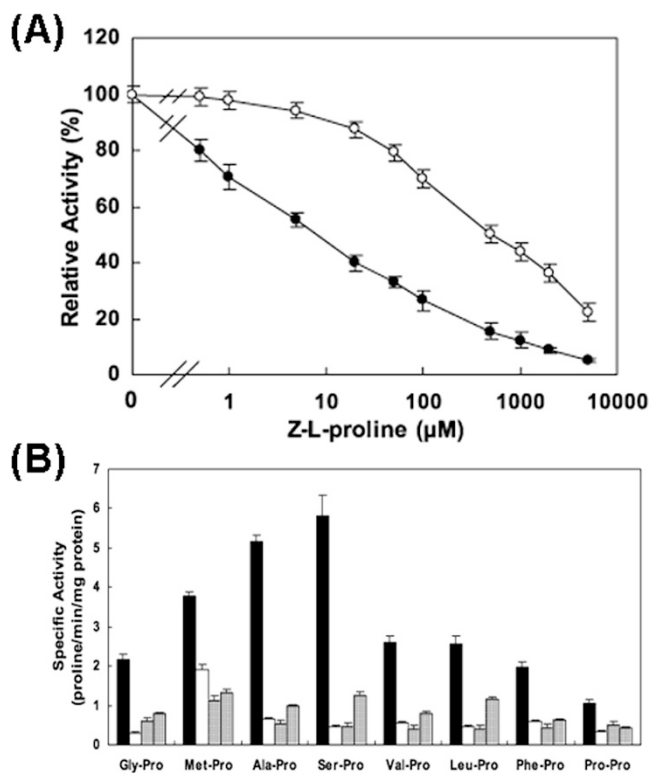 (A)
120
100
80
60
40
20
0
Relative Activity (%)
0 1 10 100 1000 10000
Z-L-proline (µM)
(B)
7
6
5
4
3
2
1
0
Specific Activity
(proline/min/mg protein)
Gly-Pro Met-Pro Ala-Pro Ser-Pro Val-Pro Leu-Pro Phe-Pro Pro-Pro